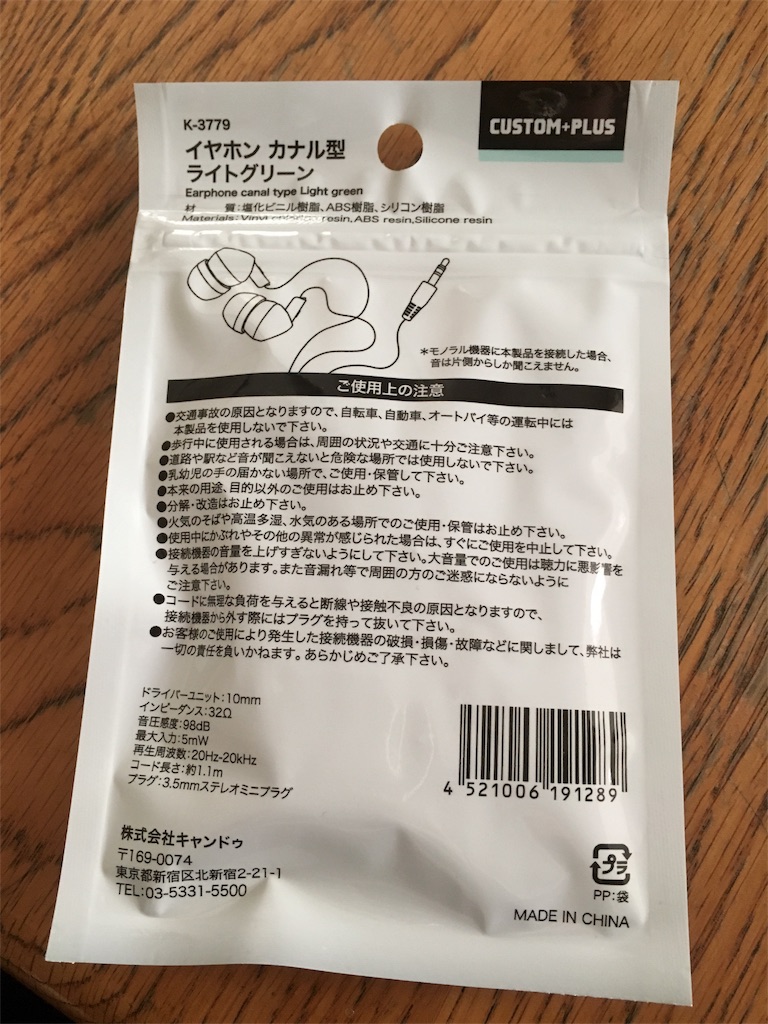 K-3779
CUSTOM+PLUS
イヤホン カナル型
ライトグリーン
Earphone canal type Light green
材　　質:塩化ビニル樹脂、ABS樹脂、シリコン樹脂
Materials:Vinyl chloride resin,ABS resin,Silicone resin
*モノラル機器に本製品を接続した場合、
音は片側からしか聞こえません。
ご使用上の注意
●交通事故の原因となりますので、自転車、自動車、オートバイ等の運転中には
本製品を使用しないで下さい。
●歩行中に使用される場合は、周囲の状況や交通に十分ご注意下さい。
●道路や駅など音が聞こえないと危険な場所では使用しないで下さい。
●乳幼児の手の届かない場所で、ご使用・保管して下さい。
●本来の用途、目的以外のご使用はお止め下さい。
●分解・改造はお止め下さい。
●火気のそばや高温多湿、水気のある場所でのご使用・保管はお止め下さい。
●使用中にかぶれやその他の異常が感じられた場合は、すぐにご使用を中止して下さい。
●接続機器の音量を上げすぎないようにして下さい。大音量でのご使用は聴力に悪影響を
与える場合があります。また音漏れ等で周囲の方のご迷惑にならないように
ご注意下さい。
●コードに無理な負荷を与えると断線や接触不良の原因となりますので、
接続機器から外す際にはプラグを持って抜いて下さい。
●お客様のご使用により発生した接続機器の破損・損傷・故障などに関しまして、弊社は
一切の責任を負いかねます。あらかじめご了承下さい。
ドライバーユニット:10mm
インピーダンス:32Ω
音圧感度:98dB
最大入力:5mW
再生周波数:20Hz-20kHz
コード長さ:約1.1m
プラグ:3.5mmステレオミニプラグ
4 521006 191289
株式会社キャンドゥ
〒169-0074
東京都新宿区北新宿2-21-1
TEL:03-5331-5500
プラ
PP:袋
MADE IN CHINA